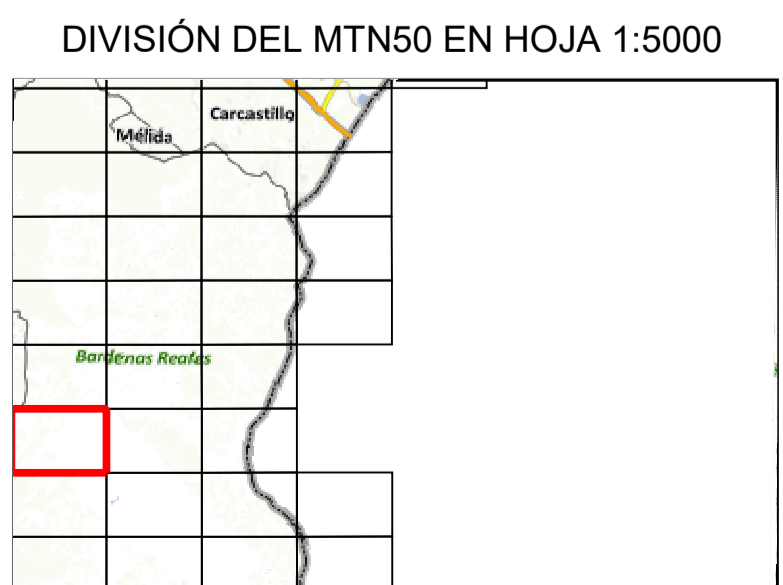 DIVISIÓN DEL MTN50 EN HOJA 1:5000
Carcastillo
Mélida
Bardenas Reales